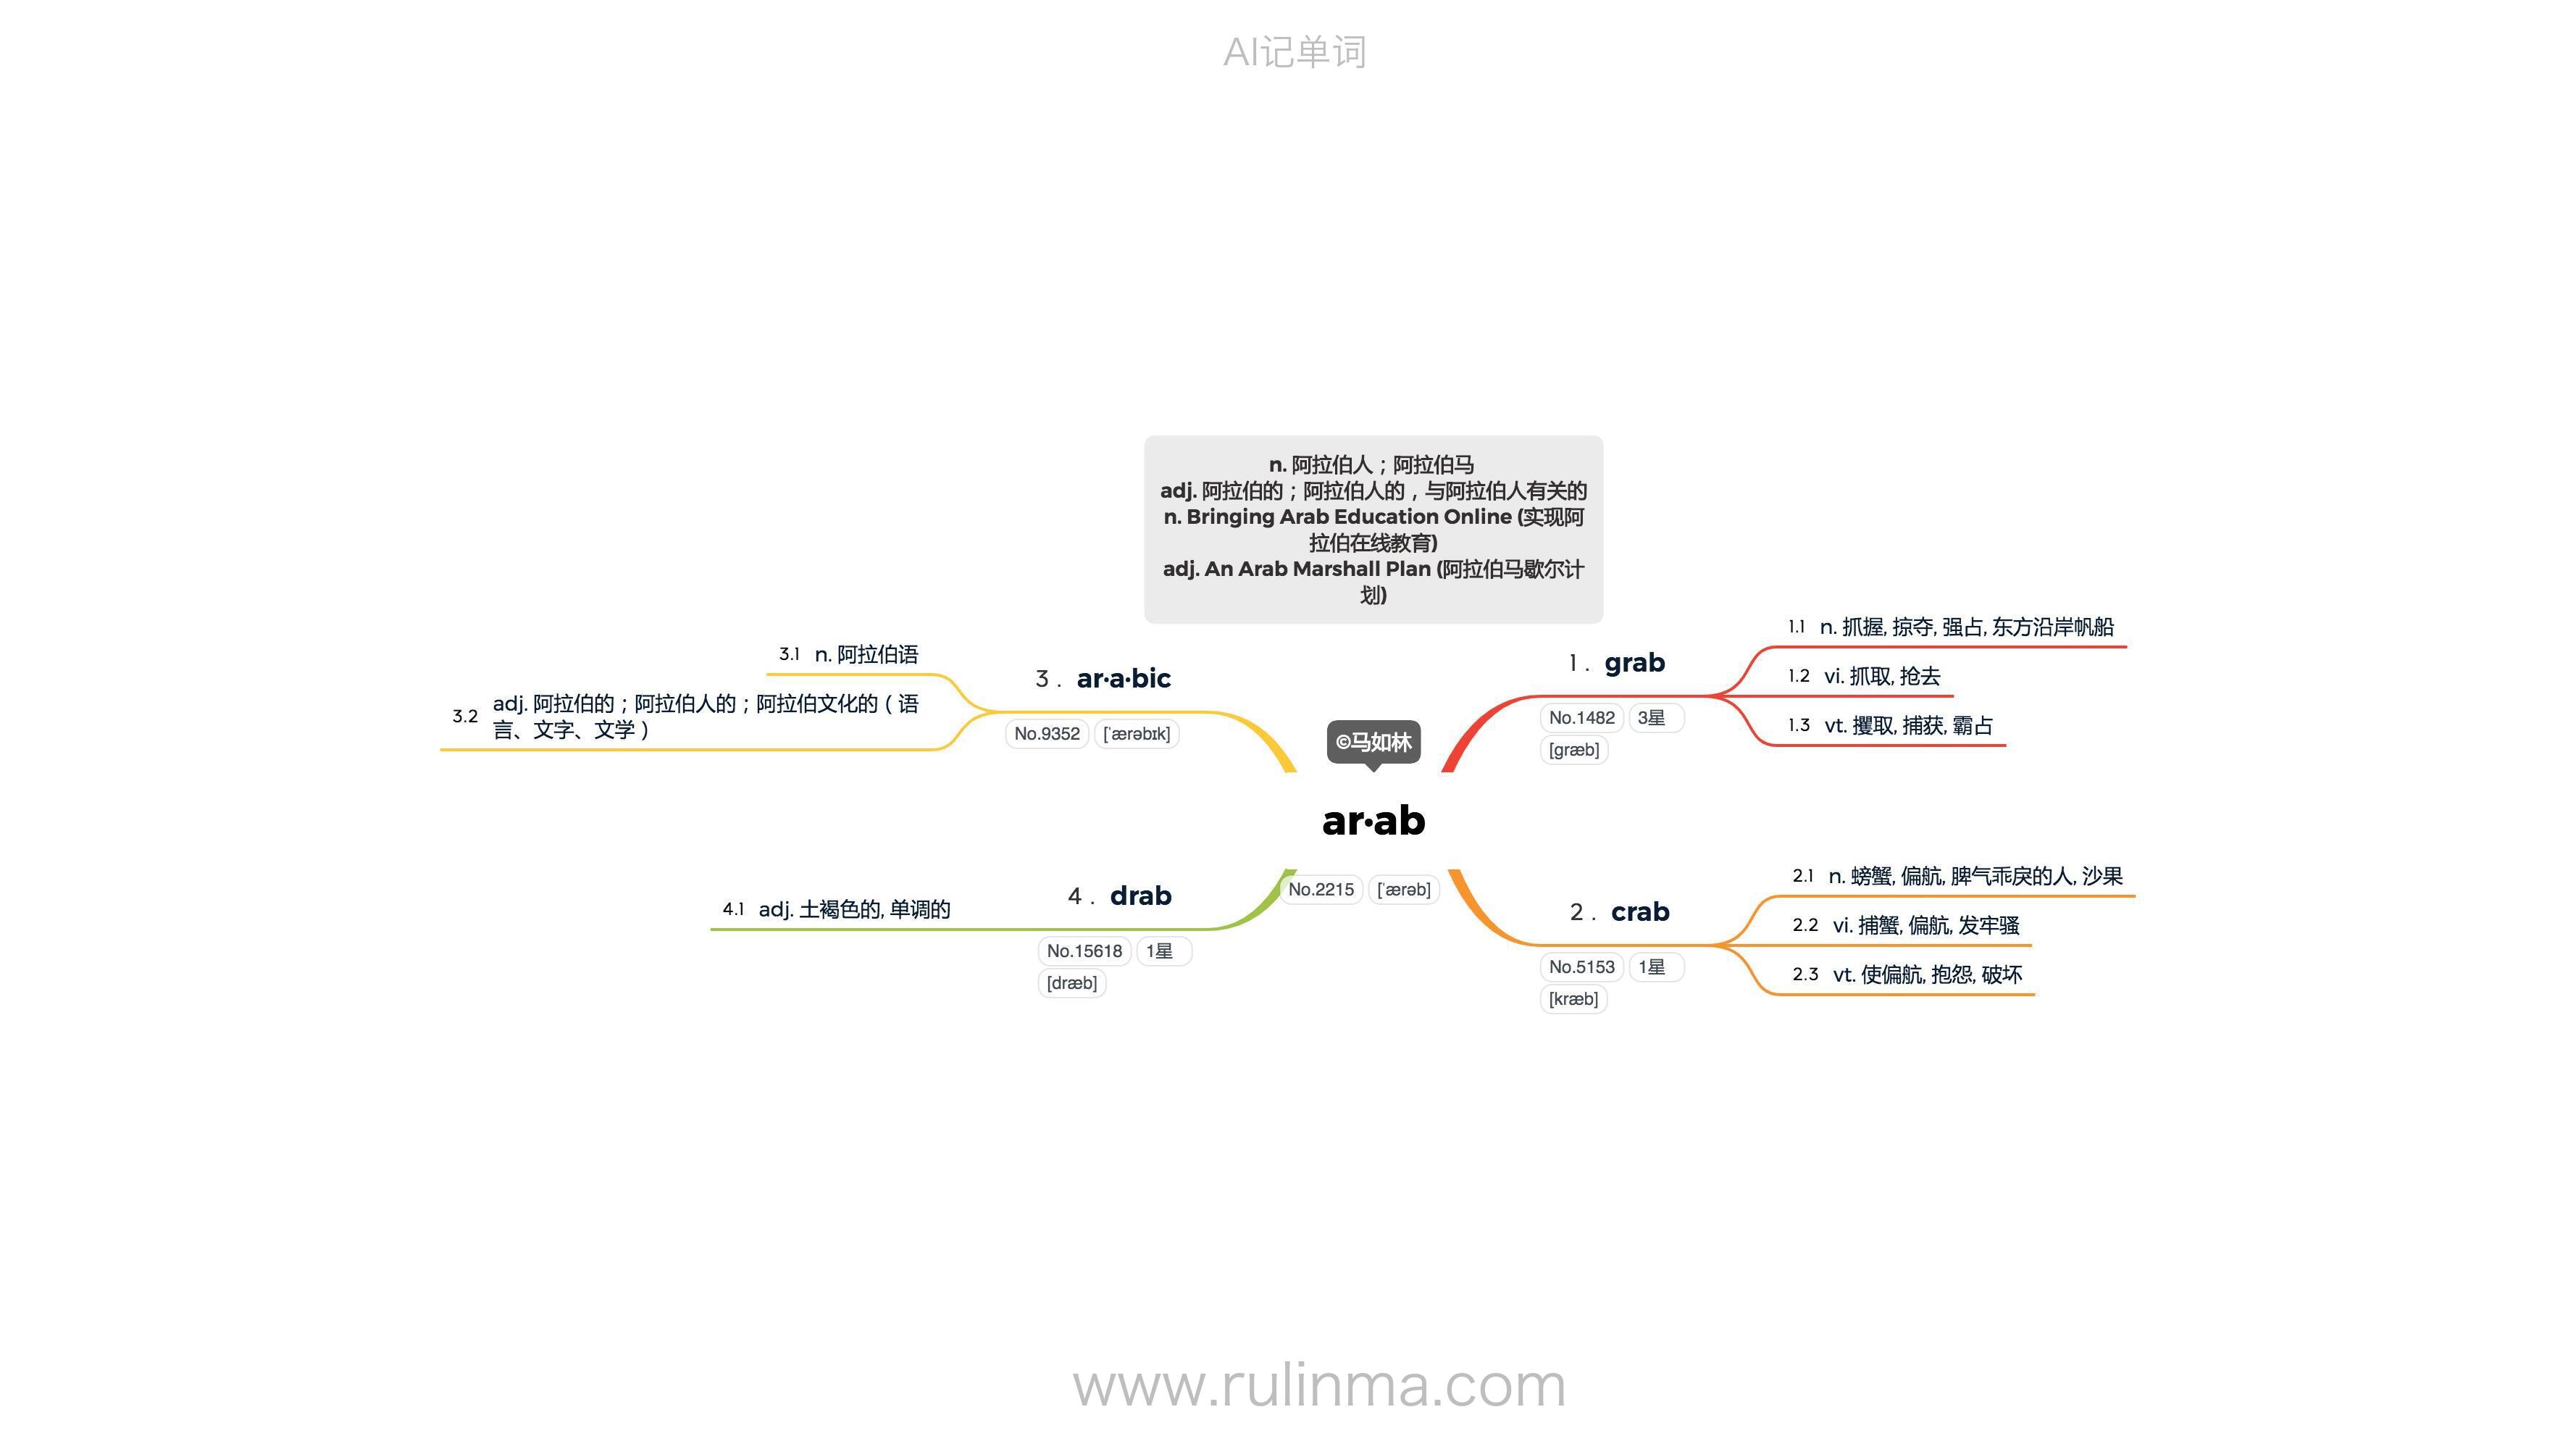 AI记单词
n. 阿拉伯人；阿拉伯马
adj. 阿拉伯的；阿拉伯人的，与阿拉伯人有关的
n. Bringing Arab Education Online (实现阿
拉伯在线教育)
adj. An Arab Marshall Plan (阿拉伯马歇尔计
划)
©马如林
ar·ab
No.2215 [ˈærəb]
1. grab
No.1482 3星
[græb]
1.1 n. 抓握, 掠夺, 强占, 东方沿岸帆船
1.2 vi. 抓取, 抢去
1.3 vt. 攫取, 捕获, 霸占
2. crab
No.5153 1星
[kræb]
2.1 n. 螃蟹, 偏航, 脾气乖戾的人, 沙果
2.2 vi. 捕蟹, 偏航, 发牢骚
2.3 vt. 使偏航, 抱怨, 破坏
3. ar·a·bic
No.9352 [ˈærəbɪk]
3.1 n. 阿拉伯语
3.2 adj. 阿拉伯的；阿拉伯人的；阿拉伯文化的（语
言、文字、文学）
4. drab
No.15618 1星
[dræb]
4.1 adj. 土褐色的, 单调的
www.rulinma.com